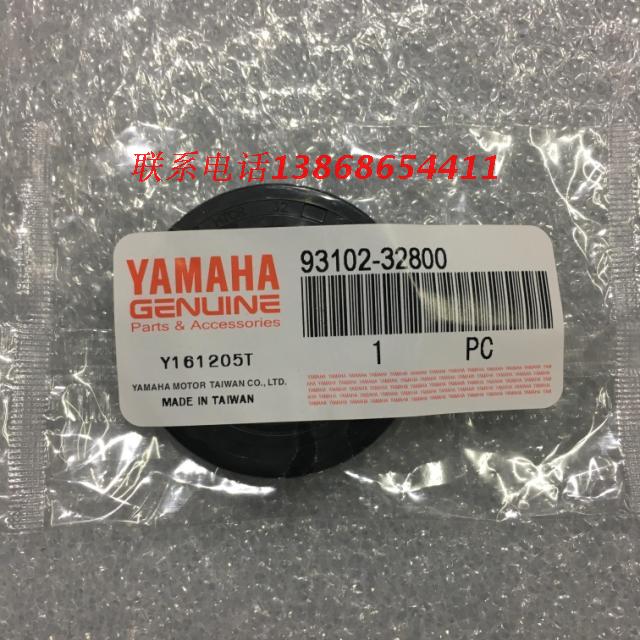 联系电话13868654411
YAMAHA
GENUINE
Parts & Accessories
Y161205T
YAMAHA MOTOR TAIWAN CO., LTD.
MADE IN TAIWAN
93102-32800
1 PC